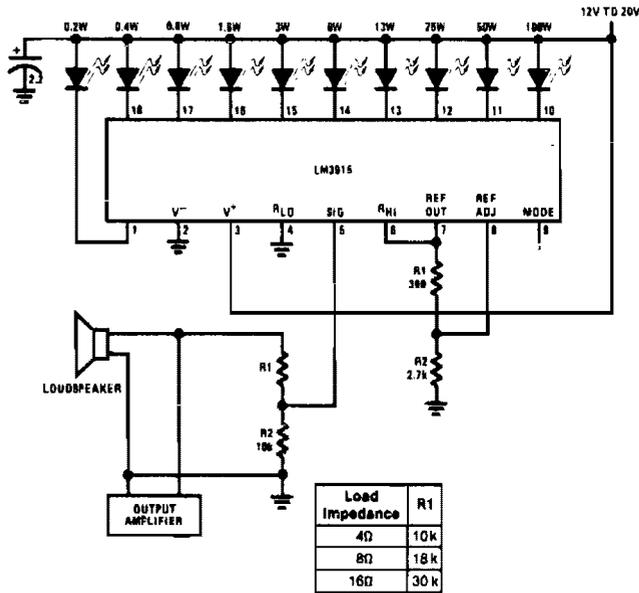 12V TO 20V
0.2W 0.4W 0.8W 1.6W 3W 6W 13W 25W 50W 100W
+
18 17 16 15 14 13 12 11 10
LM3915
V− V+ RLO SIG RHI REF OUT REF ADJ MODE
1 2 3 4 5 6 7 8 9
R1
390
R2
2.7k
LOUDSPEAKER
R1
R2
10k
OUTPUT
AMPLIFIER
Load Impedance R1
4Ω 10k
8Ω 18k
16Ω 30k